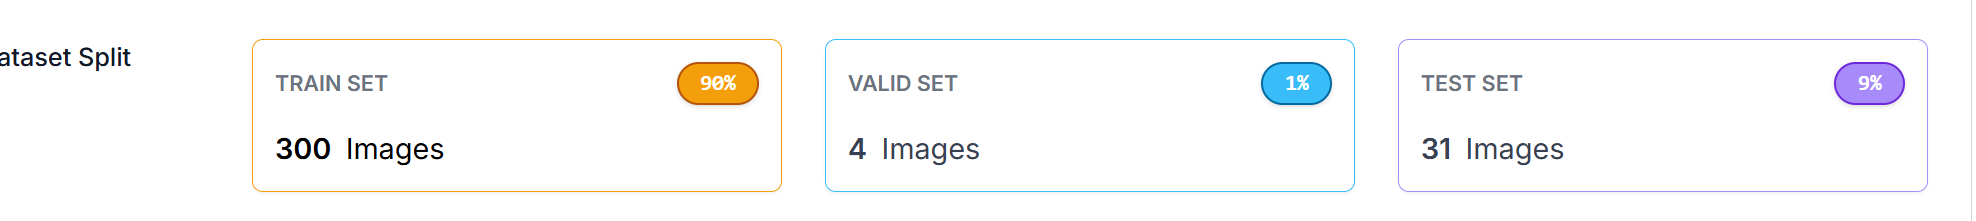 ataset Split
TRAIN SET 90%
300 Images
VALID SET 1%
4 Images
TEST SET 9%
31 Images